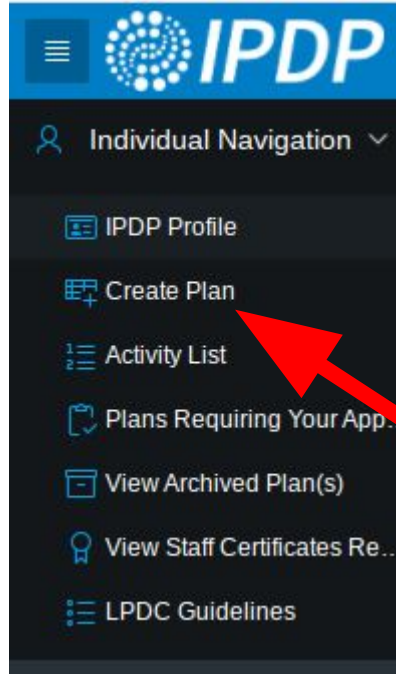 IPDP
Individual Navigation
IPDP Profile
Create Plan
Activity List
Plans Requiring Your App..
View Archived Plan(s)
View Staff Certificates Re...
LPDC Guidelines